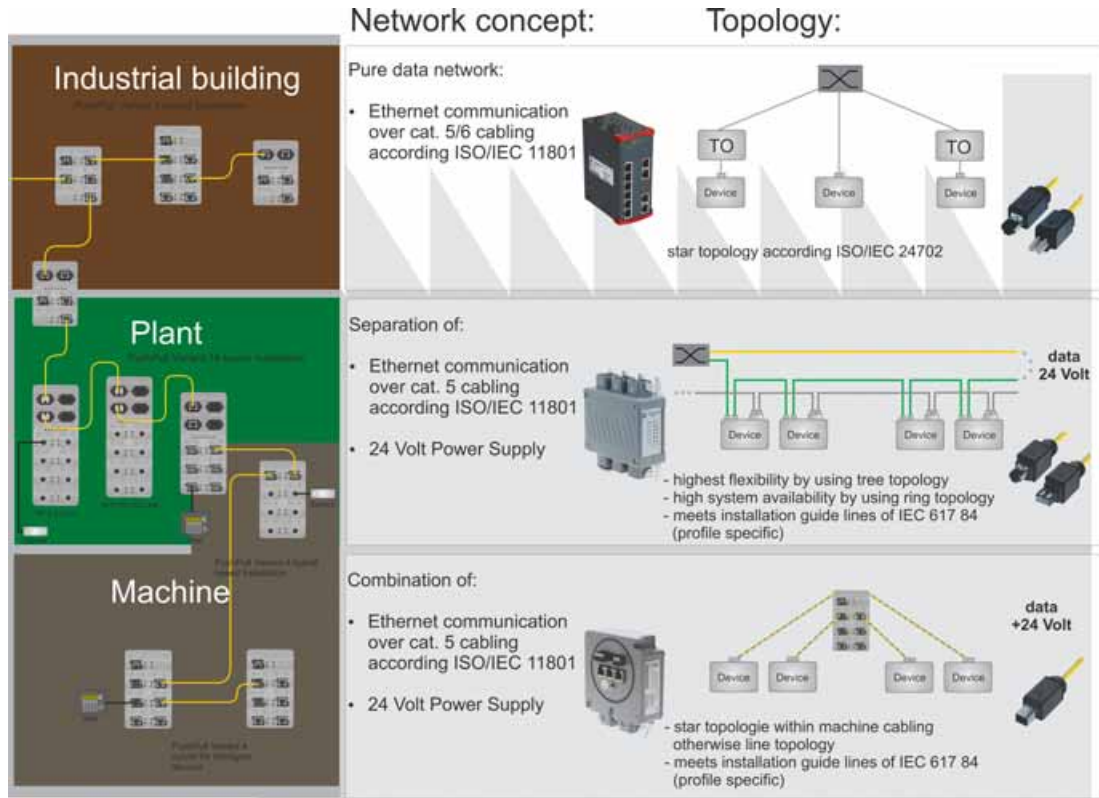 Network concept:
Topology:
Industrial building
Pure data network:
• Ethernet communication
over cat. 5/6 cabling
according ISO/IEC 11801
TO
TO
Device
Device
Device
star topology according ISO/IEC 24702
Plant
Separation of:
• Ethernet communication
over cat. 5 cabling
according ISO/IEC 11801
• 24 Volt Power Supply
data
24 Volt
Device
Device
Device
Device
- highest flexibility by using tree topology
- high system availability by using ring topology
- meets installation guide lines of IEC 617 84
(profile specific)
Machine
Combination of:
• Ethernet communication
over cat. 5 cabling
according ISO/IEC 11801
• 24 Volt Power Supply
data
+24 Volt
Device
Device
Device
Device
- star topologie within machine cabling
otherwise line topology
- meets installation guide lines of IEC 617 84
(profile specific)